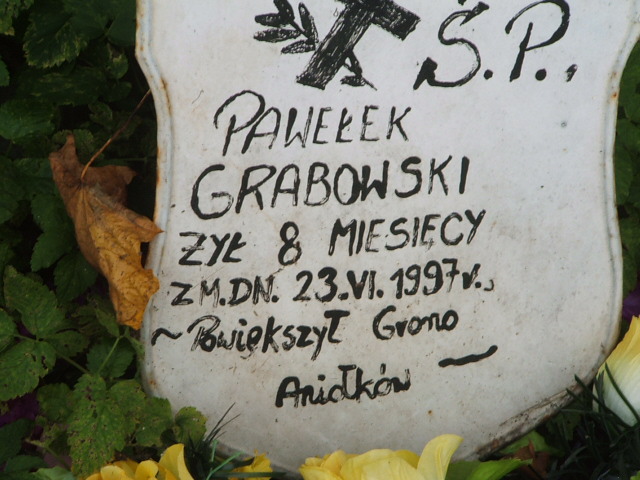 Ś.P.,
PAWEŁEK
GRABOWSKI
ŻYŁ 8 MIESIĘCY
ZM.DN. 23.VI.1997r.
~ Powiększył Grono
Aniołków —